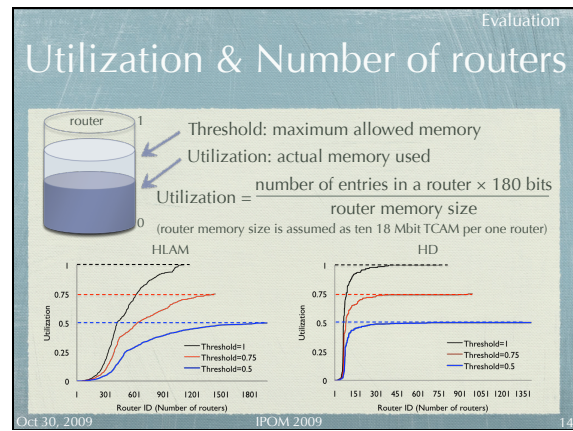 Evaluation
Utilization & Number of routers
router
1
0
Threshold: maximum allowed memory
Utilization: actual memory used
Utilization = number of entries in a router × 180 bits
router memory size
(router memory size is assumed as ten 18 Mbit TCAM per one router)
HLAM
1
0.75
0.5
0.25
0
Utilization
Threshold=1
Threshold=0.75
Threshold=0.5
1 301 601 901 1201 1501 1801
Router ID (Number of routers)
HD
1
0.75
0.5
0.25
0
Utilization
Threshold=1
Threshold=0.75
Threshold=0.5
1 151 301 451 601 751 901 1051 1201 1351
Router ID (Number of routers)
Oct 30, 2009
IPOM 2009
14